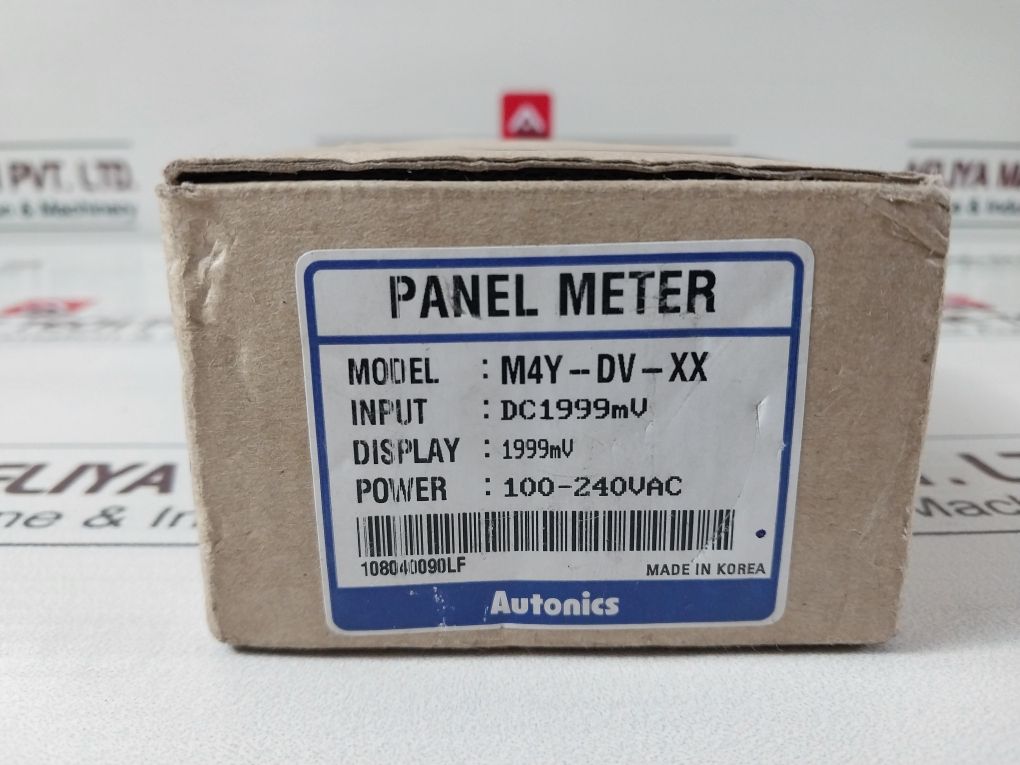 PVT. LTD.
& Machinery
PANEL METER
MODEL : M4Y-DV-XX
INPUT : DC1999mV
DISPLAY : 1999mV
POWER : 100-240VAC
108040090LF
MADE IN KOREA
Autonics